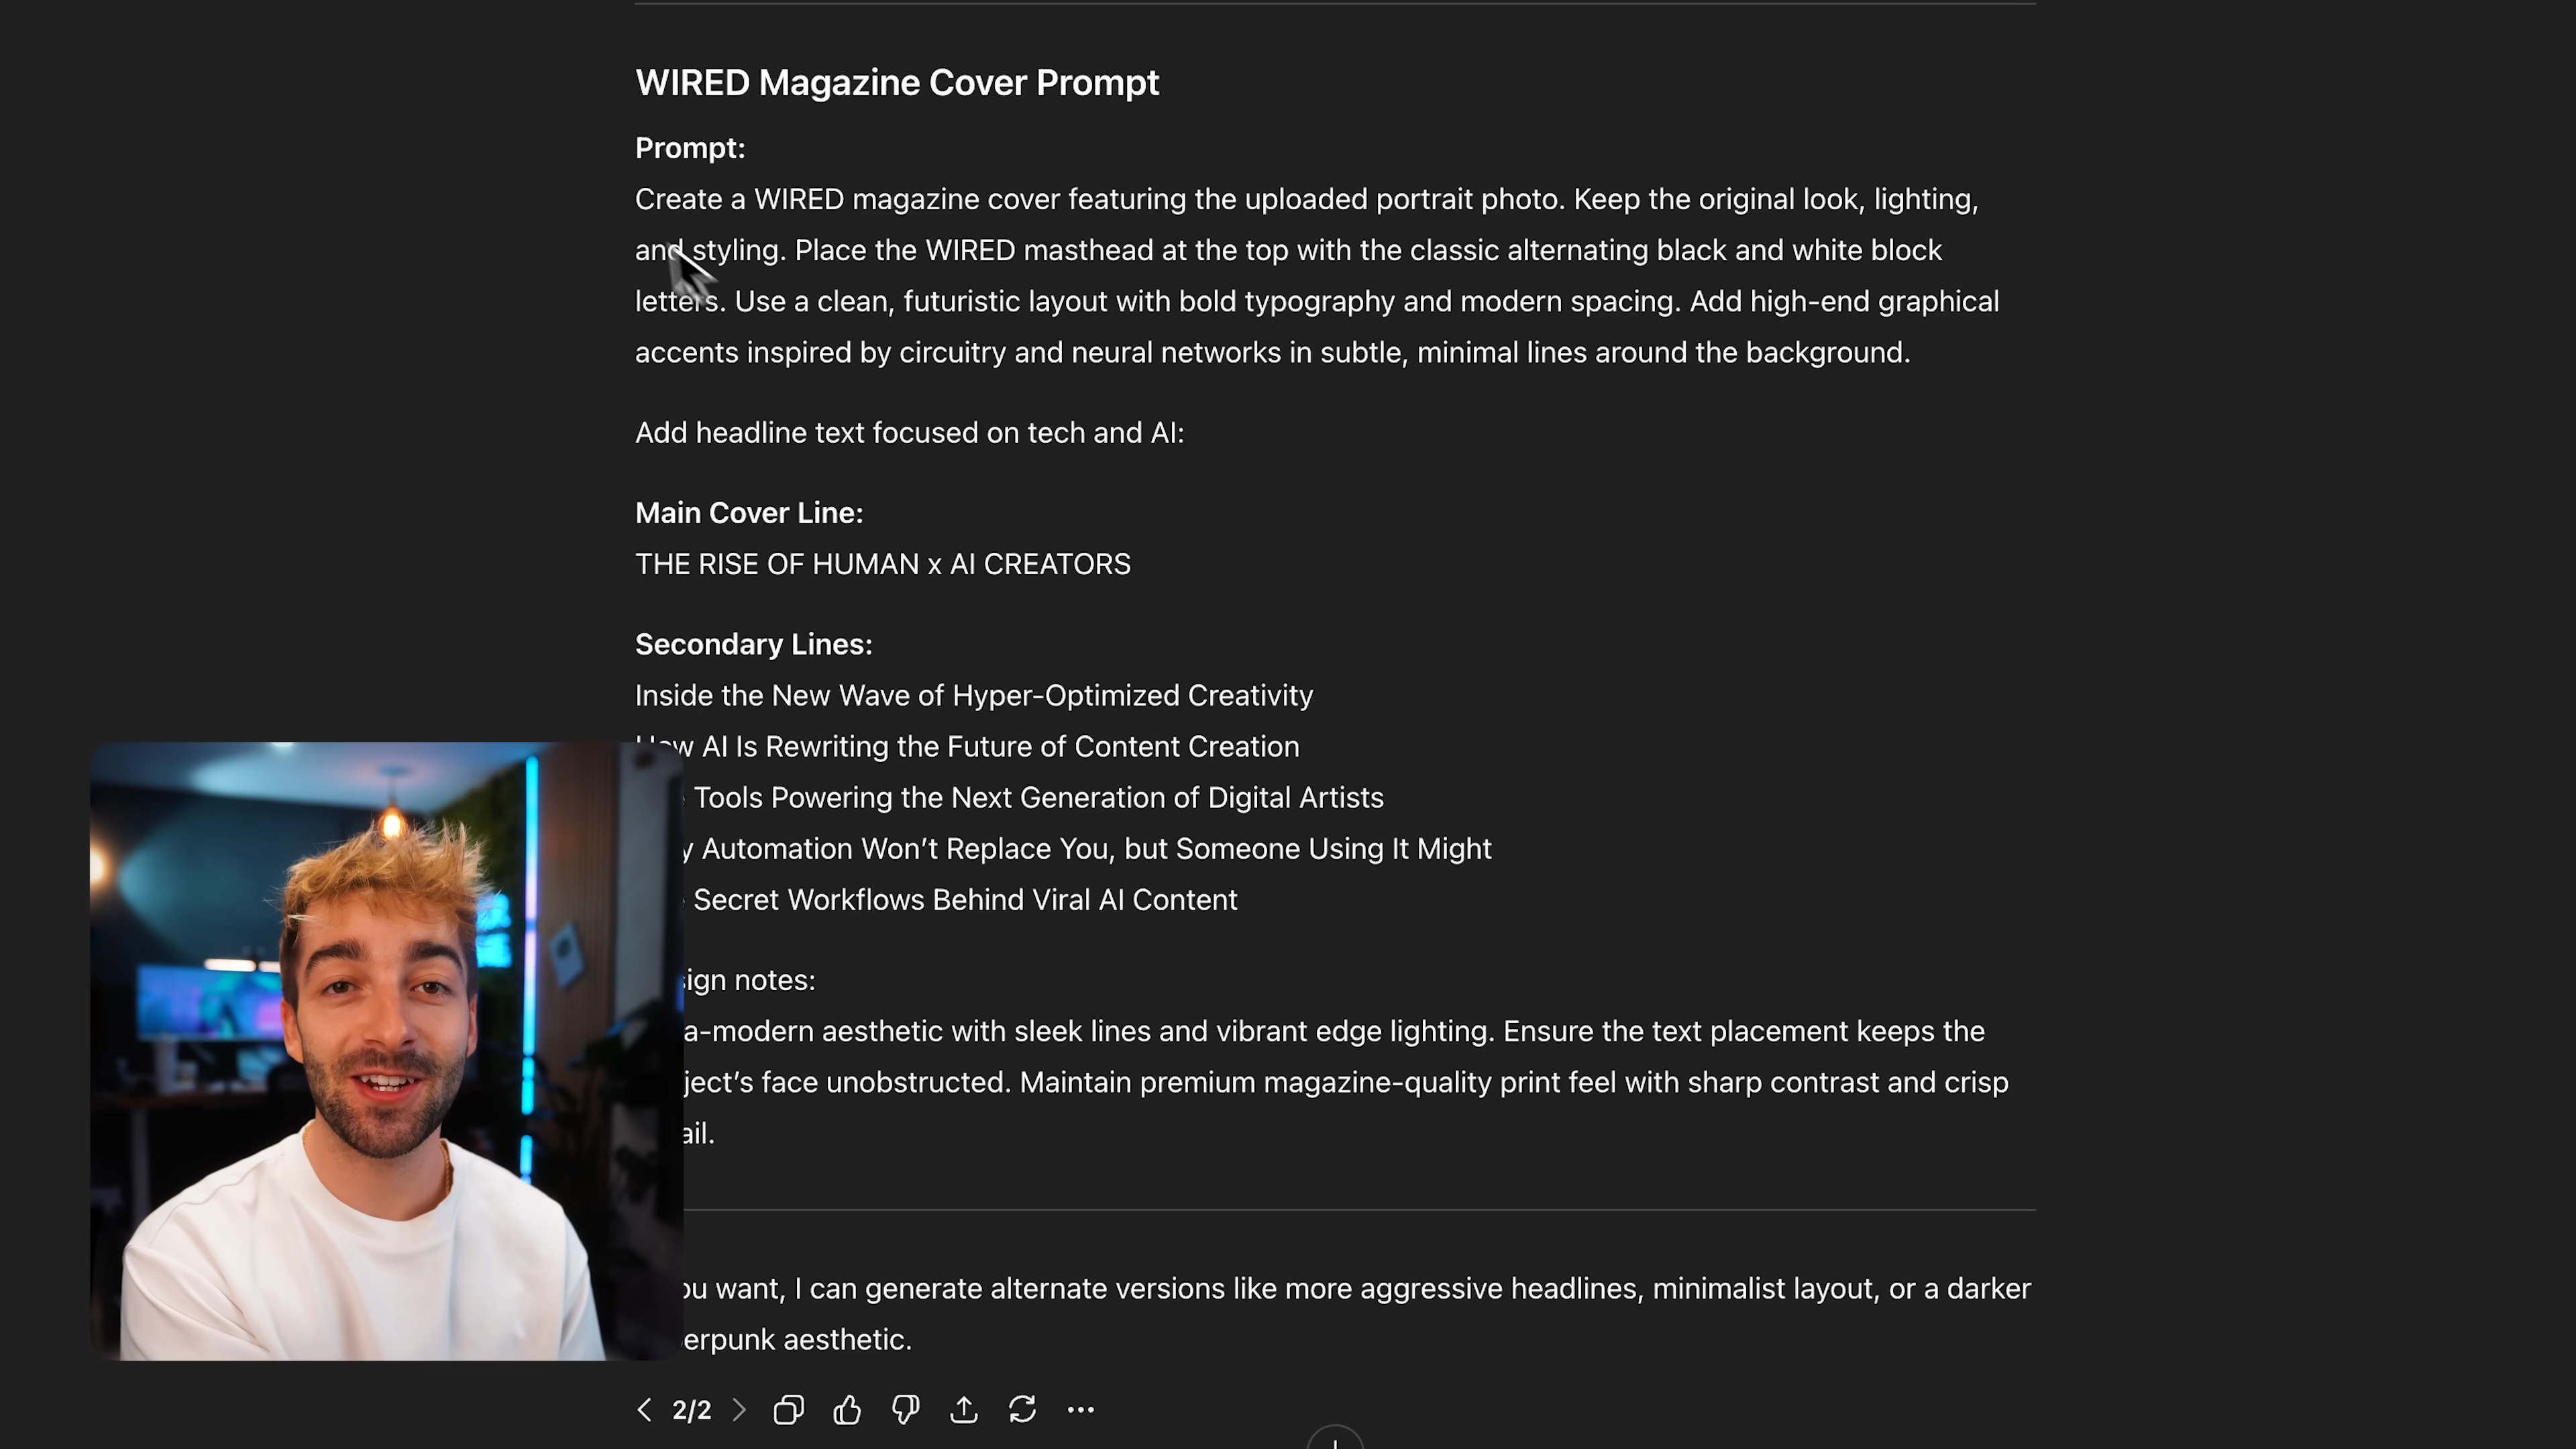 WIRED Magazine Cover Prompt
Prompt:
Create a WIRED magazine cover featuring the uploaded portrait photo. Keep the original look, lighting,
and styling. Place the WIRED masthead at the top with the classic alternating black and white block
letters. Use a clean, futuristic layout with bold typography and modern spacing. Add high-end graphical
accents inspired by circuitry and neural networks in subtle, minimal lines around the background.
Add headline text focused on tech and AI:
Main Cover Line:
THE RISE OF HUMAN x AI CREATORS
Secondary Lines:
Inside the New Wave of Hyper-Optimized Creativity
How AI Is Rewriting the Future of Content Creation
Tools Powering the Next Generation of Digital Artists
Automation Won’t Replace You, but Someone Using It Might
Secret Workflows Behind Viral AI Content
notes:
a-modern aesthetic with sleek lines and vibrant edge lighting. Ensure the text placement keeps the
ject’s face unobstructed. Maintain premium magazine-quality print feel with sharp contrast and crisp
ail.
ou want, I can generate alternate versions like more aggressive headlines, minimalist layout, or a darker
erpunk aesthetic.
2/2